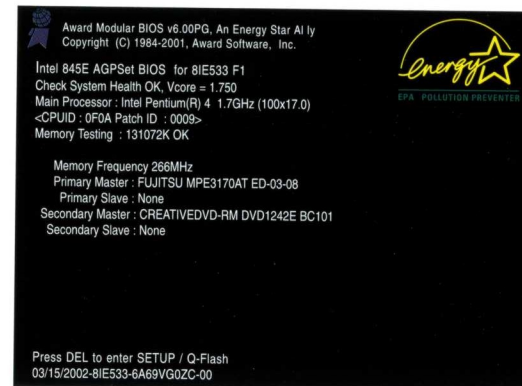 Award Modular BIOS v6.00PG, An Energy Star Al ly
Copyright (C) 1984-2001, Award Software, Inc.
energy
EPA POLLUTION PREVENTER
Intel 845E AGPSet BIOS for 8IE533 F1
Check System Health OK, Vcore = 1.750
Main Processor : Intel Pentium(R) 4 1.7GHz (100x17.0)
<CPUID : 0F0A Patch ID : 0009>
Memory Testing : 131072K OK
Memory Frequency 266MHz
Primary Master : FUJITSU MPE3170AT ED-03-08
Primary Slave : None
Secondary Master : CREATIVEDVD-RM DVD1242E BC101
Secondary Slave : None
Press DEL to enter SETUP / Q-Flash
03/15/2002-8IE533-6A69VG0ZC-00